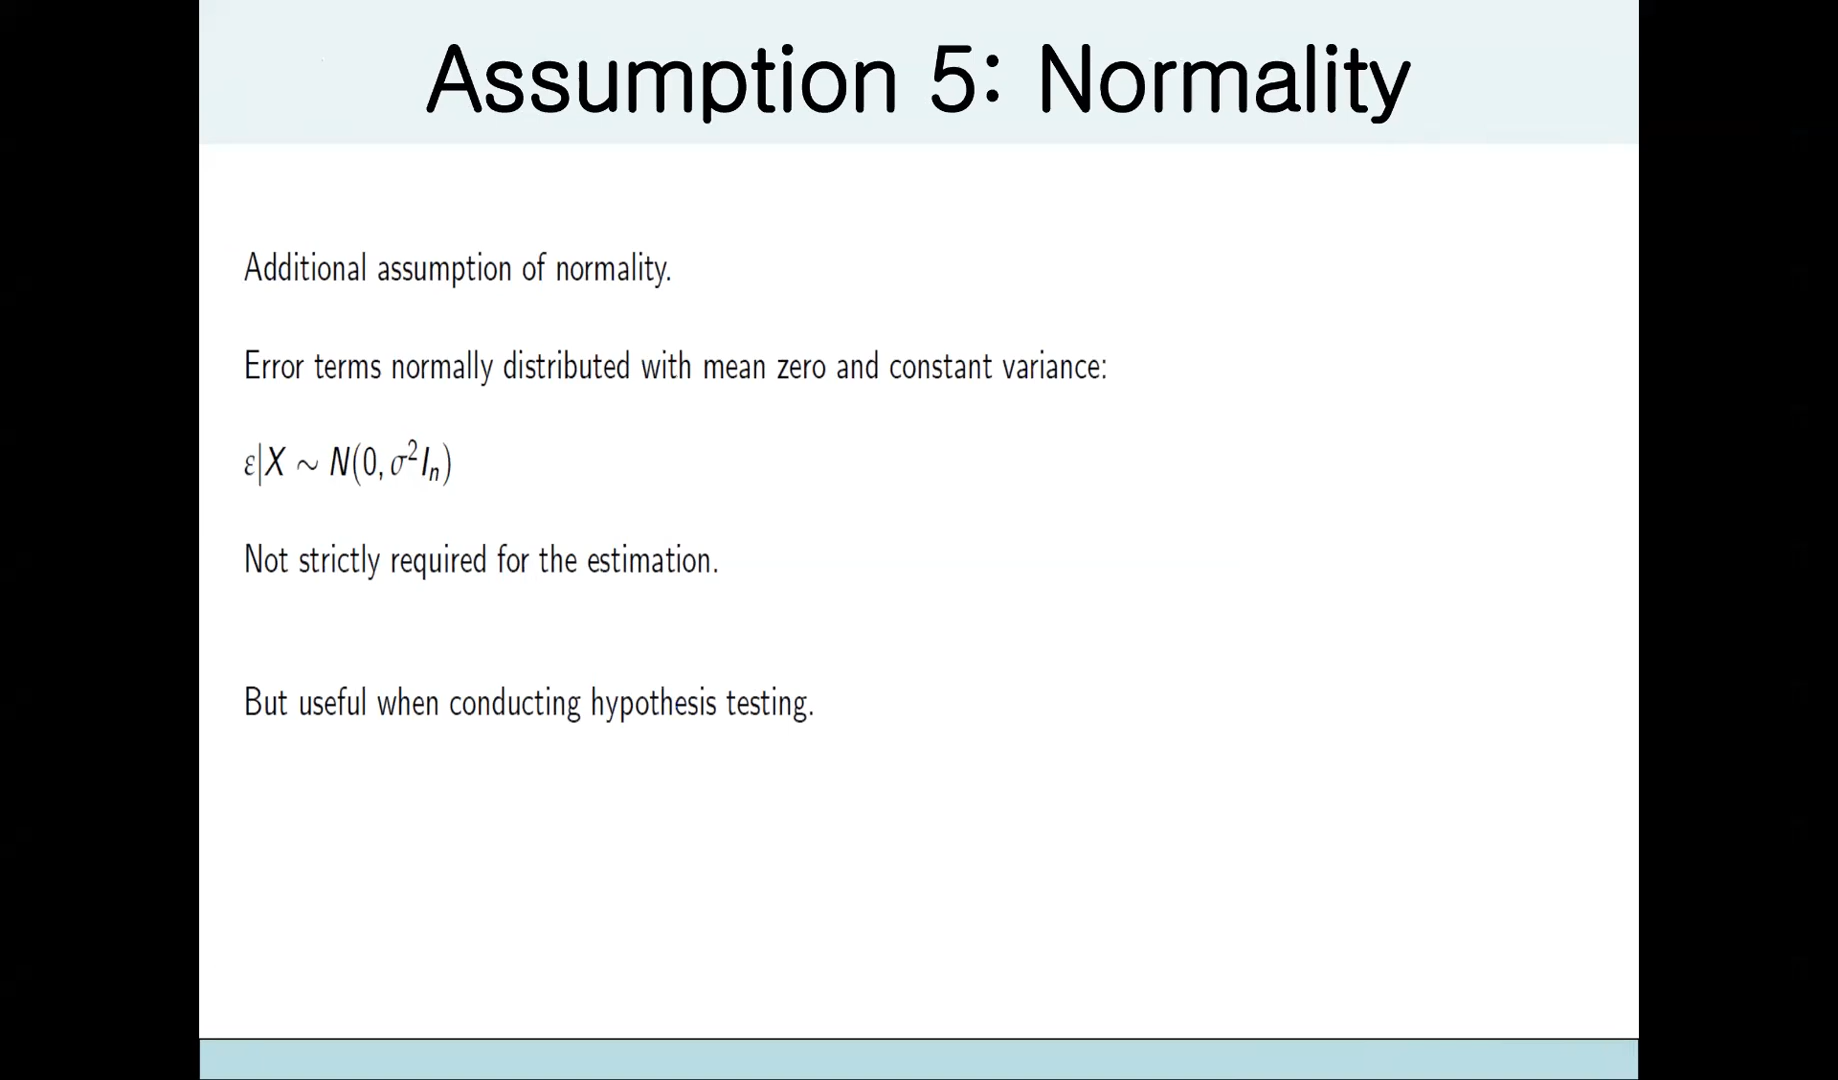 Assumption 5: Normality
Additional assumption of normality.
Error terms normally distributed with mean zero and constant variance:
ε|X ∼ N(0, σ²Iₙ)
Not strictly required for the estimation.
But useful when conducting hypothesis testing.